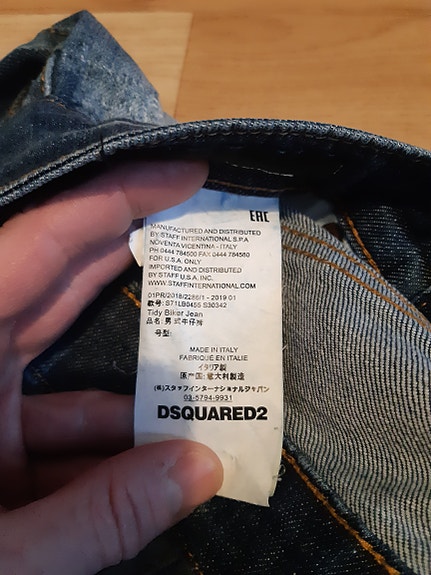 EAC
MANUFACTURED AND DISTRIBUTED
BY STAFF INTERNATIONAL S.P.A
NOVENTA VICENTINA - ITALY
PH 0444 784500 FAX 0444 784560
FOR U.S.A. ONLY
IMPORTED AND DISTRIBUTED
BY STAFF U.S.A. INC.
WWW.STAFFINTERNATIONAL.COM
01PR/2018/2286/1 - 2019 01
款号: S71LB0455 S30342
Tidy Biker Jean
品名: 男式牛仔裤
号型:
MADE IN ITALY
FABRIQUÉ EN ITALIE
イタリア製
原产国: 意大利製造
(株)スタッフインターナショナルジャパン
03-5794-9931
DSQUARED2